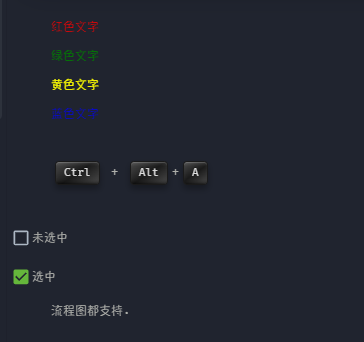 红色文字
绿色文字
黄色文字
蓝色文字
Ctrl + Alt + A
未选中
选中
流程图都支持.